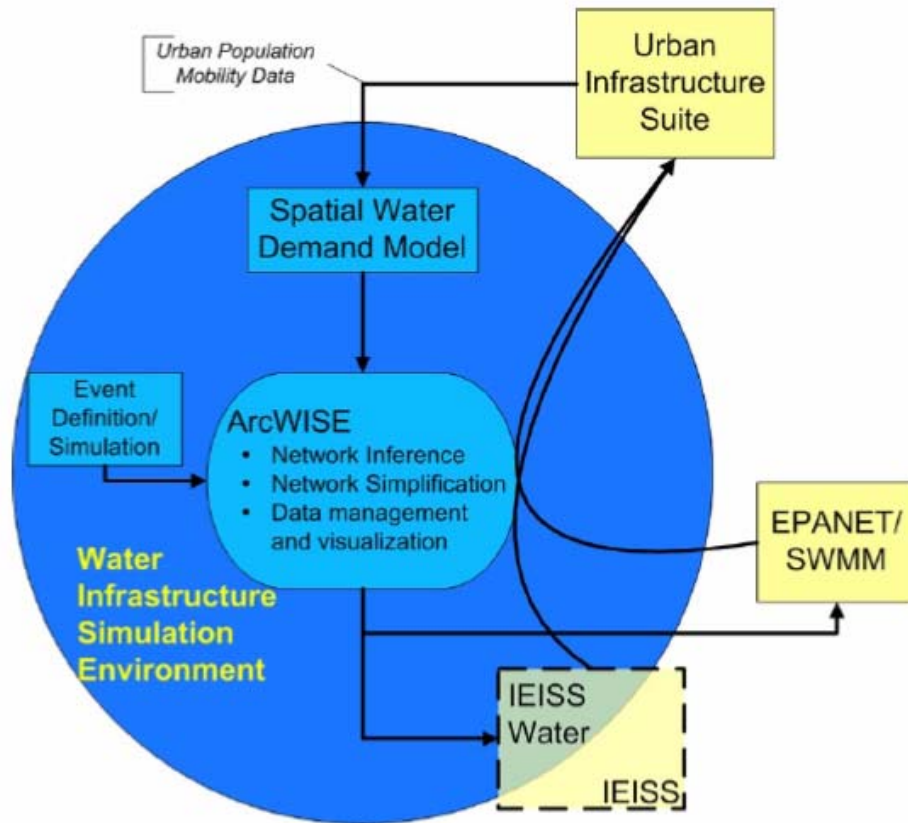 Urban Population
Mobility Data
Urban
Infrastructure
Suite
Spatial Water
Demand Model
Event
Definition/
Simulation
ArcWISE
• Network Inference
• Network Simplification
• Data management
and visualization
EPANET/
SWMM
Water
Infrastructure
Simulation
Environment
IEISS
Water
IEISS